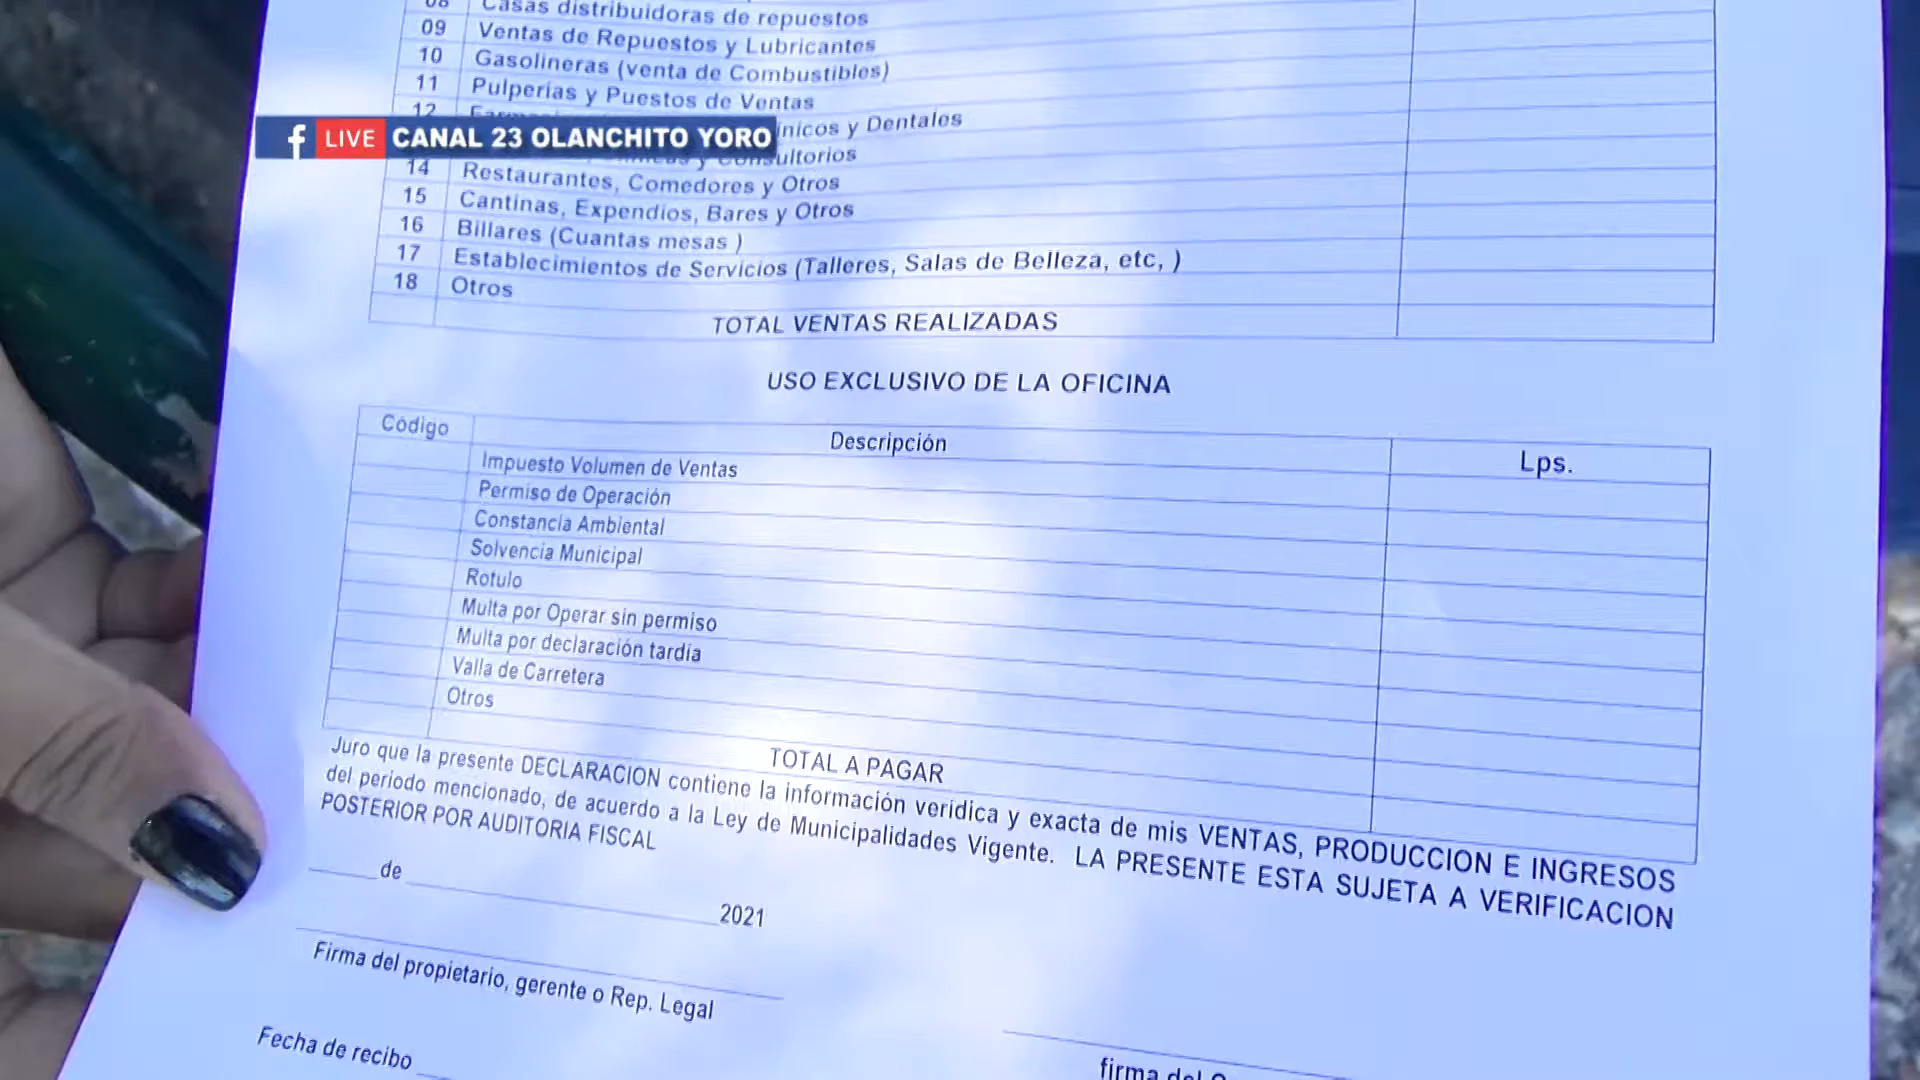 08 Casas distribuidoras de repuestos
09 Ventas de Repuestos y Lubricantes
10 Gasolineras (venta de Combustibles)
11 Pulperias y Puestos de Ventas
12 y Dentales
LIVE CANAL 23 OLANCHITO YORO
14 Restaurantes, Comedores y Otros
15 Cantinas, Expendios, Bares y Otros
16 Billares (Cuantas mesas )
17 Establecimientos de Servicios (Talleres, Salas de Belleza, etc, )
18 Otros
TOTAL VENTAS REALIZADAS
USO EXCLUSIVO DE LA OFICINA
Código Descripción Lps.
Impuesto Volumen de Ventas
Permiso de Operación
Constancia Ambiental
Solvencia Municipal
Rotulo
Multa por Operar sin permiso
Multa por declaración tardia
Valla de Carretera
Otros
TOTAL A PAGAR
Juro que la presente DECLARACION contiene la información veridica y exacta de mis VENTAS, PRODUCCION E INGRESOS
del periodo mencionado, de acuerdo a la Ley de Municipalidades Vigente. LA PRESENTE ESTA SUJETA A VERIFICACION
POSTERIOR POR AUDITORIA FISCAL
de 2021
Firma del propietario, gerente o Rep. Legal
Fecha de recibo
firma del